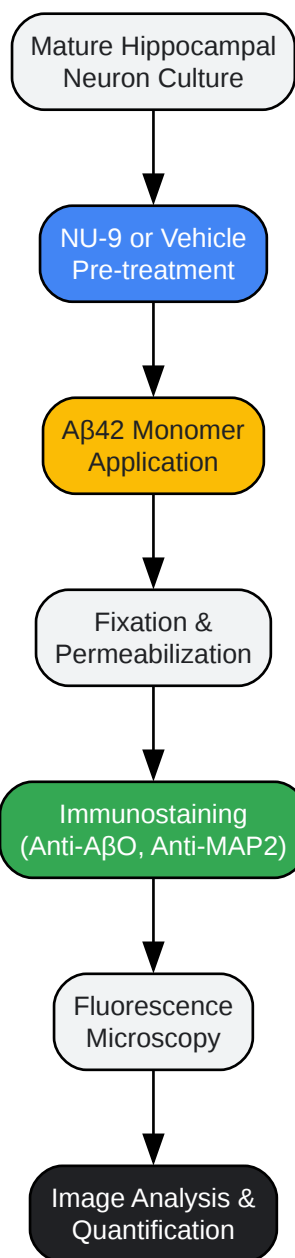 Mature Hippocampal
Neuron Culture
NU-9 or Vehicle
Pre-treatment
Aβ42 Monomer
Application
Fixation &
Permeabilization
Immunostaining
(Anti-AβO, Anti-MAP2)
Fluorescence
Microscopy
Image Analysis &
Quantification